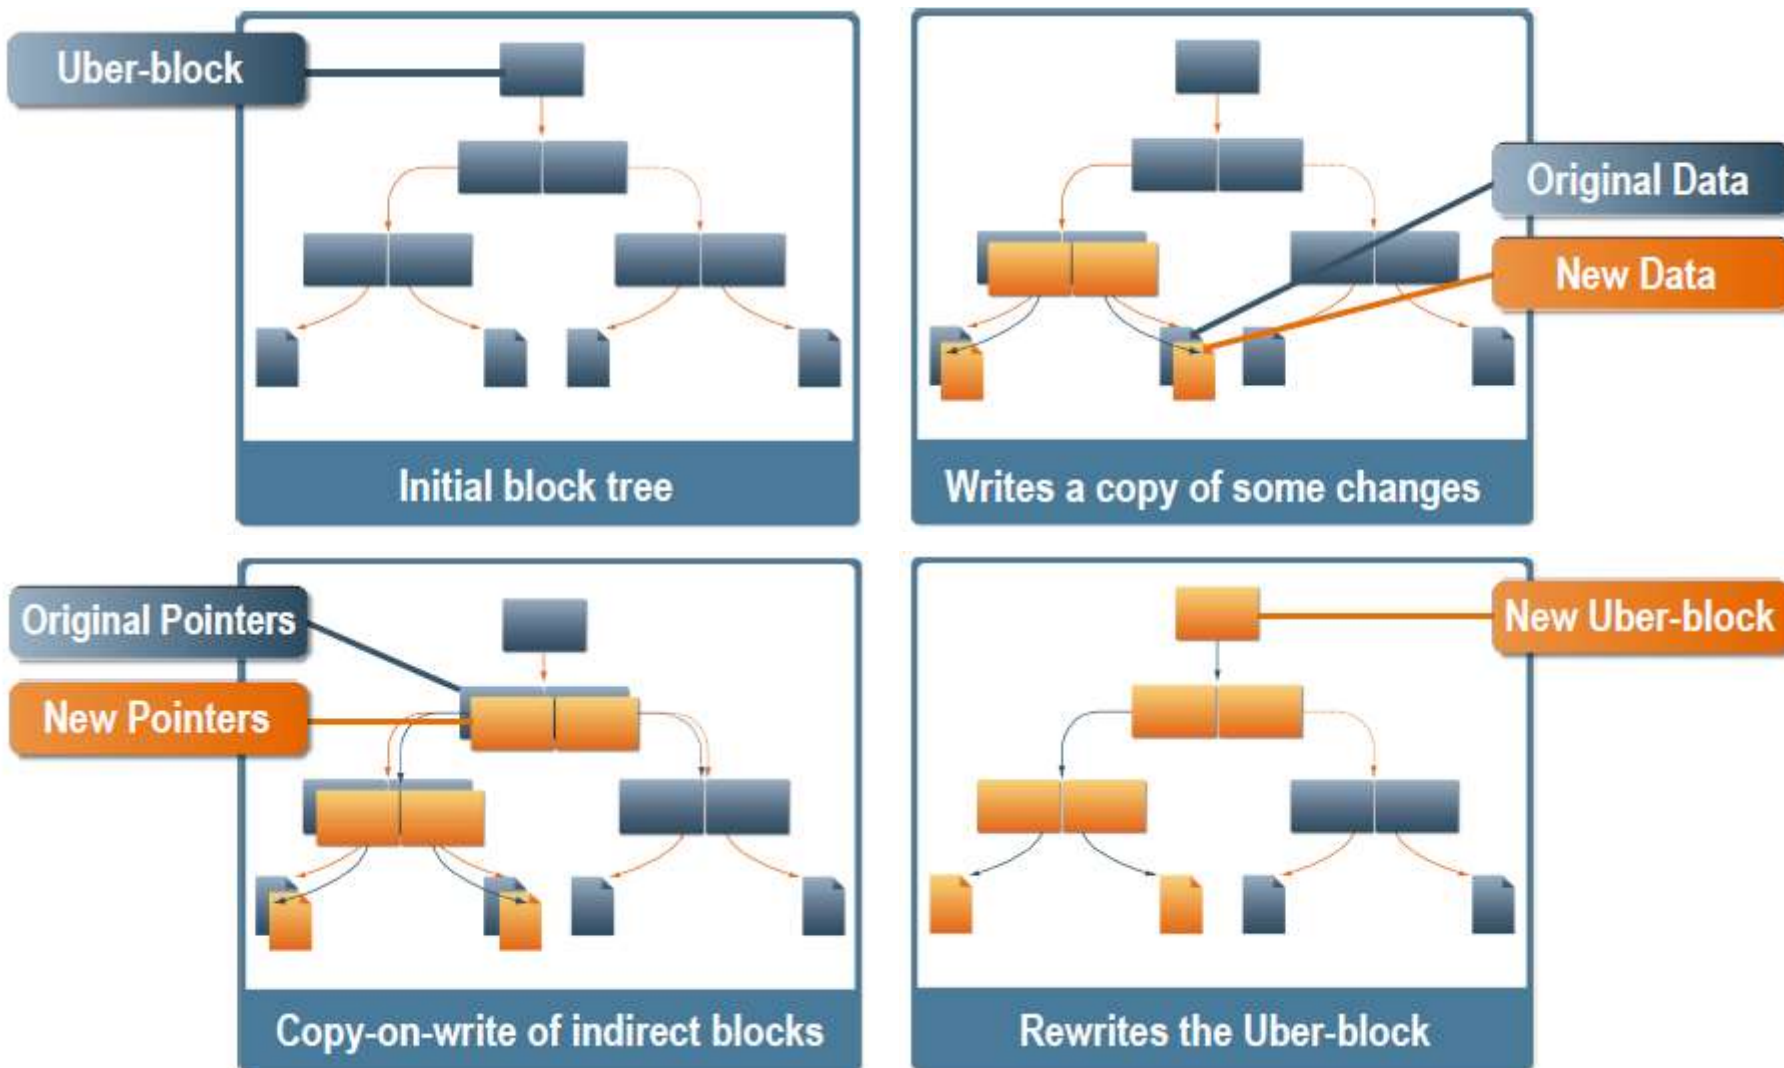 Uber-block
Initial block tree
Original Data
New Data
Writes a copy of some changes
Original Pointers
New Pointers
Copy-on-write of indirect blocks
New Uber-block
Rewrites the Uber-block